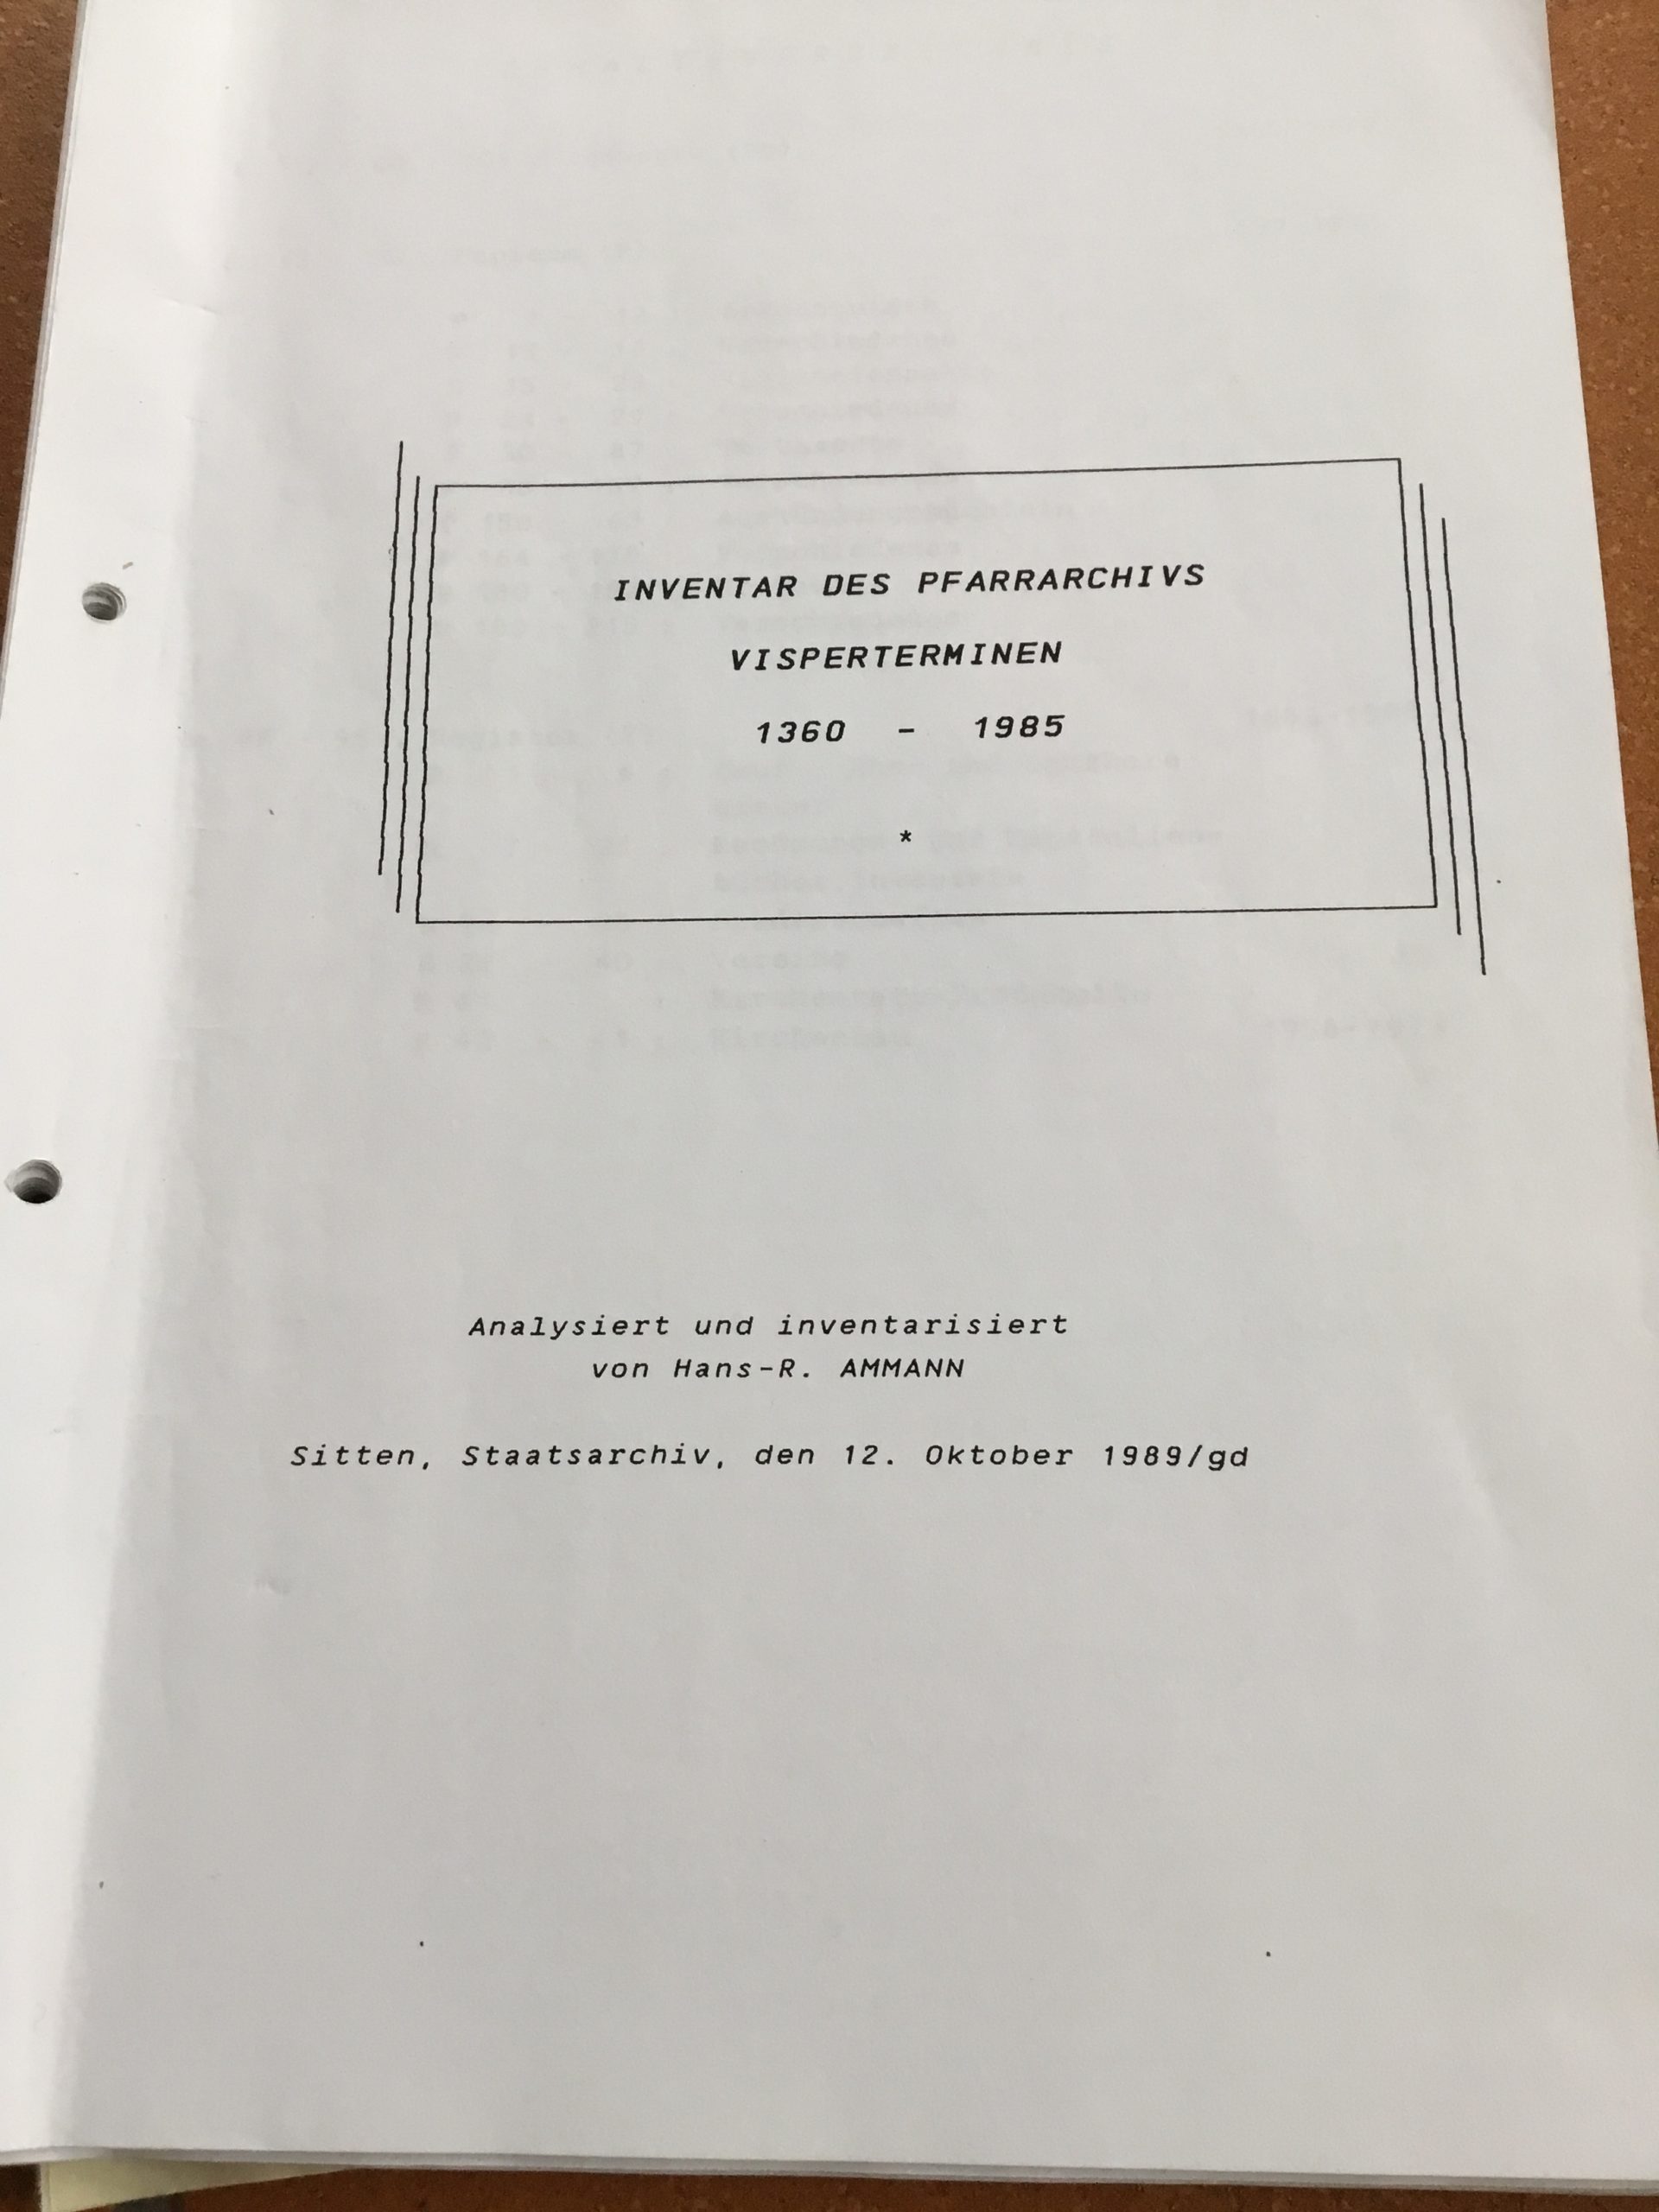 INVENTAR DES PFARRARCHIVS
VISPERTERMINEN
1360 - 1985
*
Analysiert und inventarisiert
von Hans-R. AMMANN
Sitten, Staatsarchiv, den 12. Oktober 1989/gd